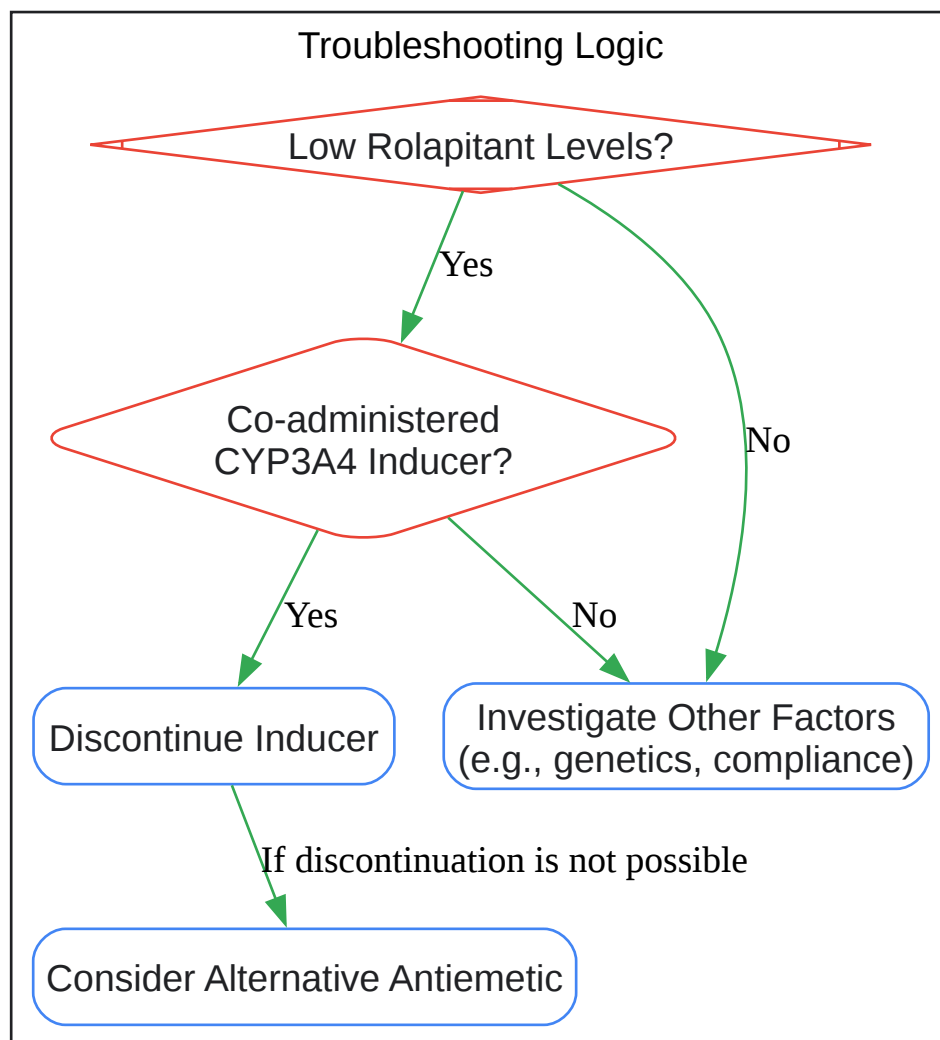 Troubleshooting Logic
Low Rolapitant Levels?
Yes
Co-administered
CYP3A4 Inducer?
No
Yes
No
Discontinue Inducer
Investigate Other Factors
(e.g., genetics, compliance)
If discontinuation is not possible
Consider Alternative Antiemetic